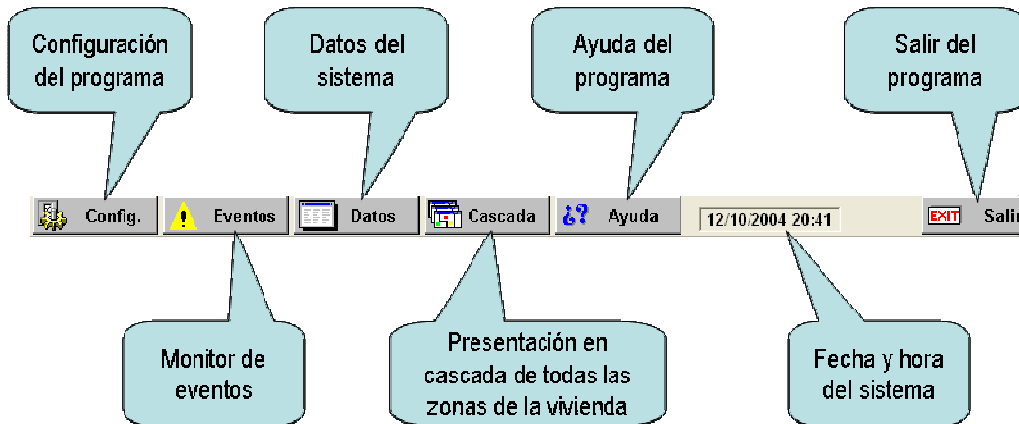 Configuración
del programa
Datos del
sistema
Ayuda del
programa
Salir del
programa
Config.
Eventos
Datos
Cascada
¿?
Ayuda
12/10/2004 20:41
EXIT
Salir
Monitor de
eventos
Presentación en
cascada de todas las
zonas de la vivienda
Fecha y hora
del sistema